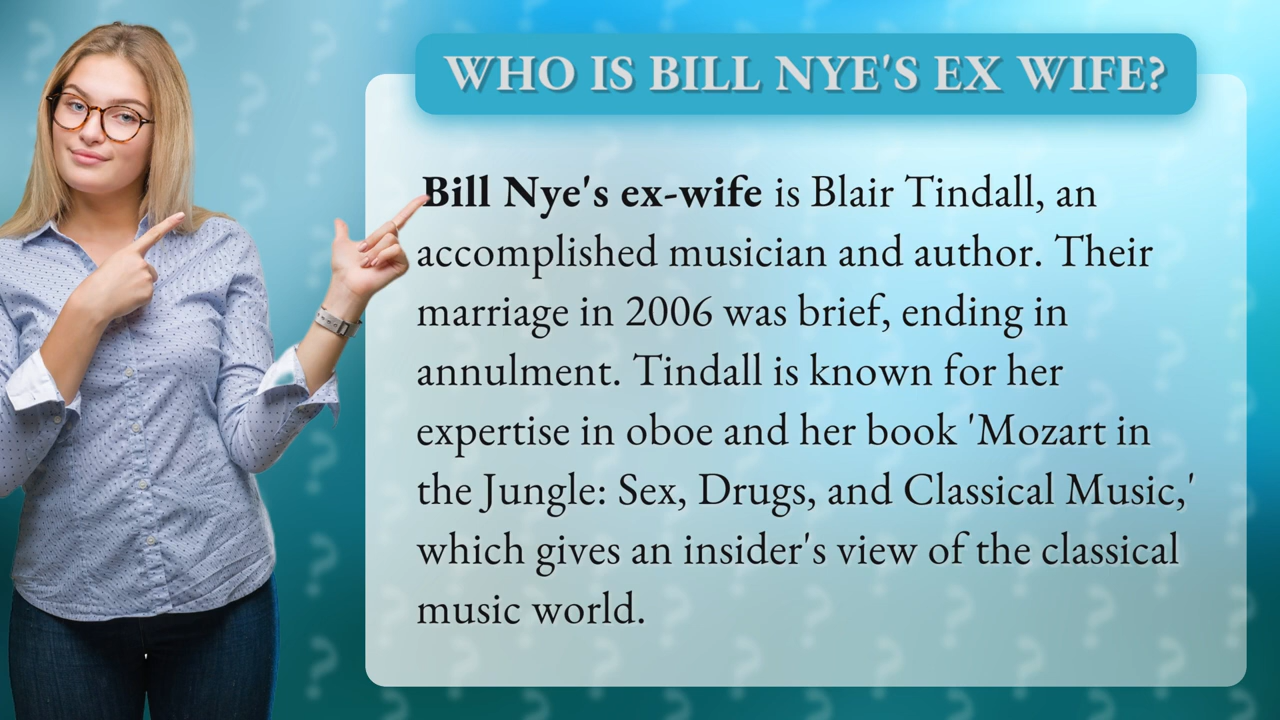 WHO IS BILL NYE'S EX WIFE?
Bill Nye's ex-wife is Blair Tindall, an
accomplished musician and author. Their
marriage in 2006 was brief, ending in
annulment. Tindall is known for her
expertise in oboe and her book 'Mozart in
the Jungle: Sex, Drugs, and Classical Music,'
which gives an insider's view of the classical
music world.